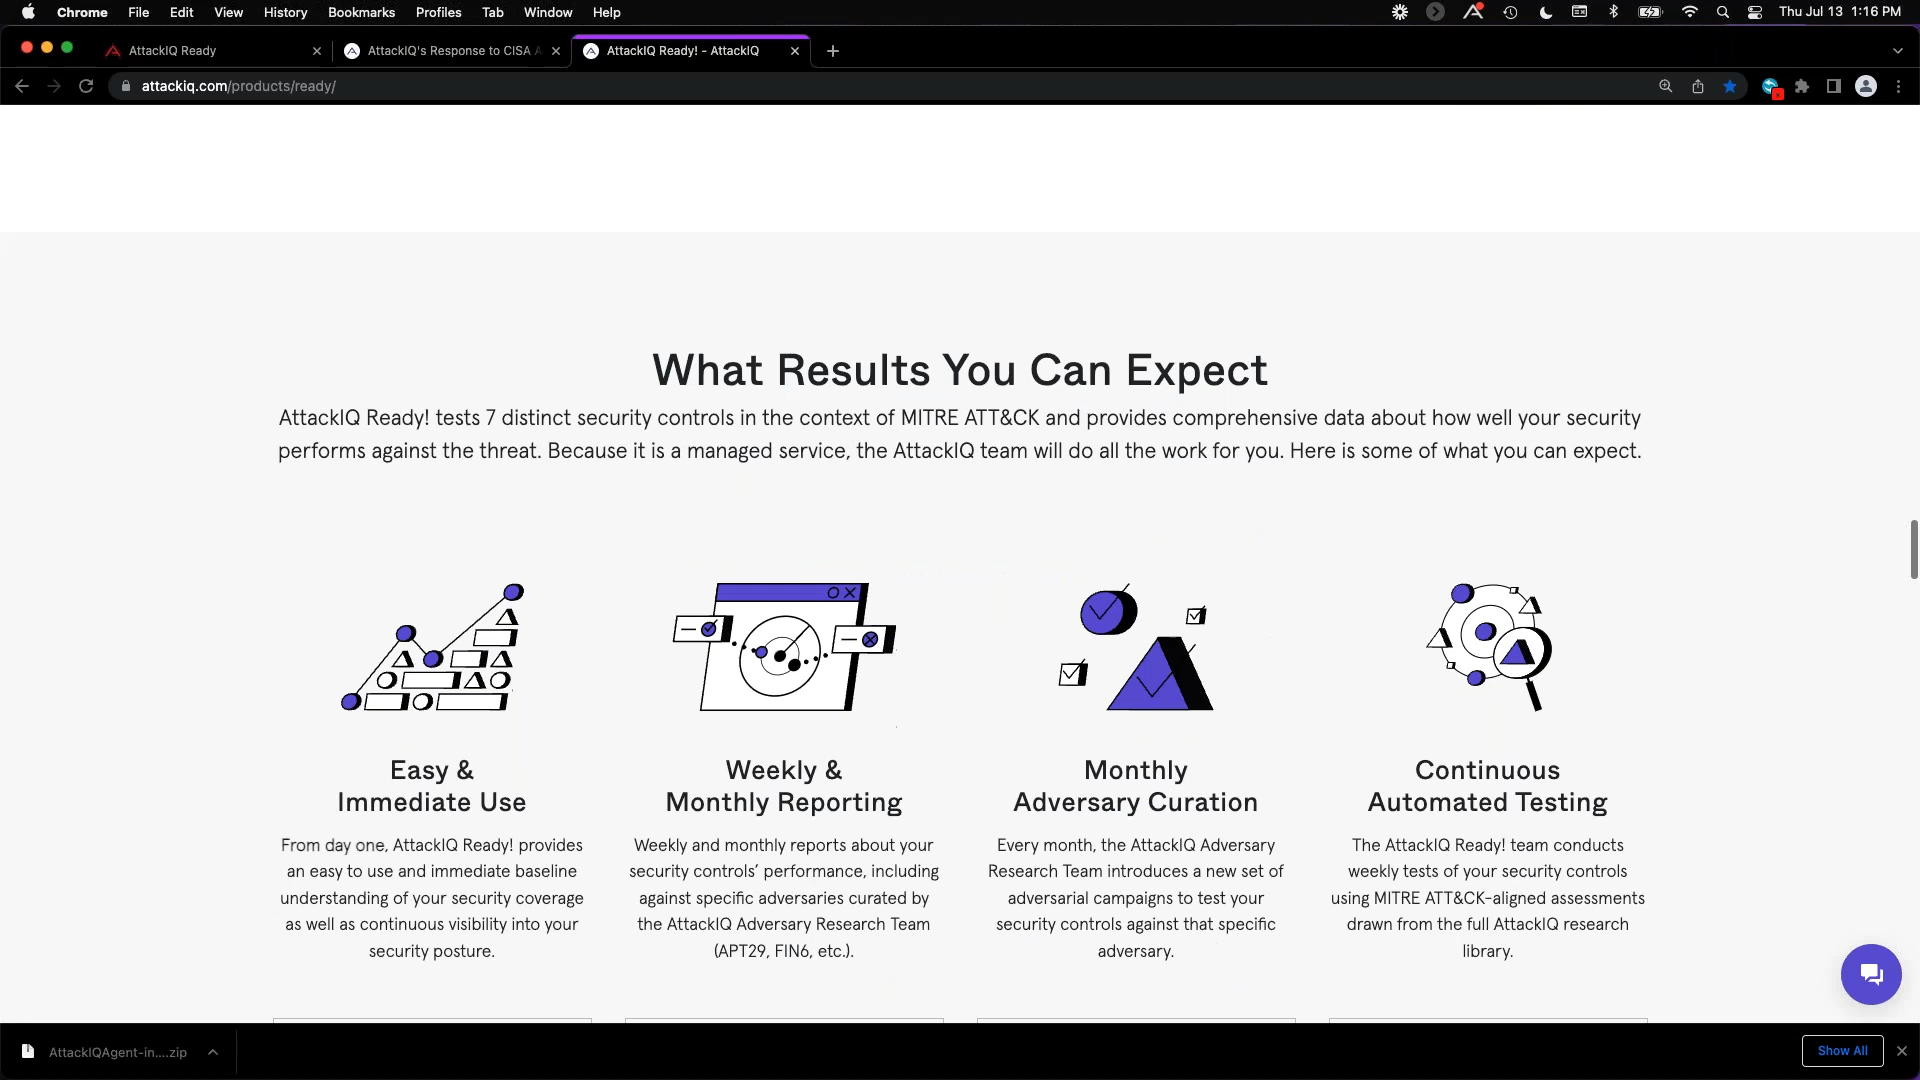 Chrome File Edit View History Bookmarks Profiles Tab Window Help Thu Jul 13 1:16 PM
AttackIQ Ready AttackIQ's Response to CISA A AttackIQ Ready! - AttackIQ
attackiq.com/products/ready/
What Results You Can Expect
AttackIQ Ready! tests 7 distinct security controls in the context of MITRE ATT&CK and provides comprehensive data about how well your security
performs against the threat. Because it is a managed service, the AttackIQ team will do all the work for you. Here is some of what you can expect.
Easy &
Immediate Use
From day one, AttackIQ Ready! provides
an easy to use and immediate baseline
understanding of your security coverage
as well as continuous visibility into your
security posture.
Weekly &
Monthly Reporting
Weekly and monthly reports about your
security controls’ performance, including
against specific adversaries curated by
the AttackIQ Adversary Research Team
(APT29, FIN6, etc.).
Monthly
Adversary Curation
Every month, the AttackIQ Adversary
Research Team introduces a new set of
adversarial campaigns to test your
security controls against that specific
adversary.
Continuous
Automated Testing
The AttackIQ Ready! team conducts
weekly tests of your security controls
using MITRE ATT&CK-aligned assessments
drawn from the full AttackIQ research
library.
AttackIQAgent-in....zip Show All